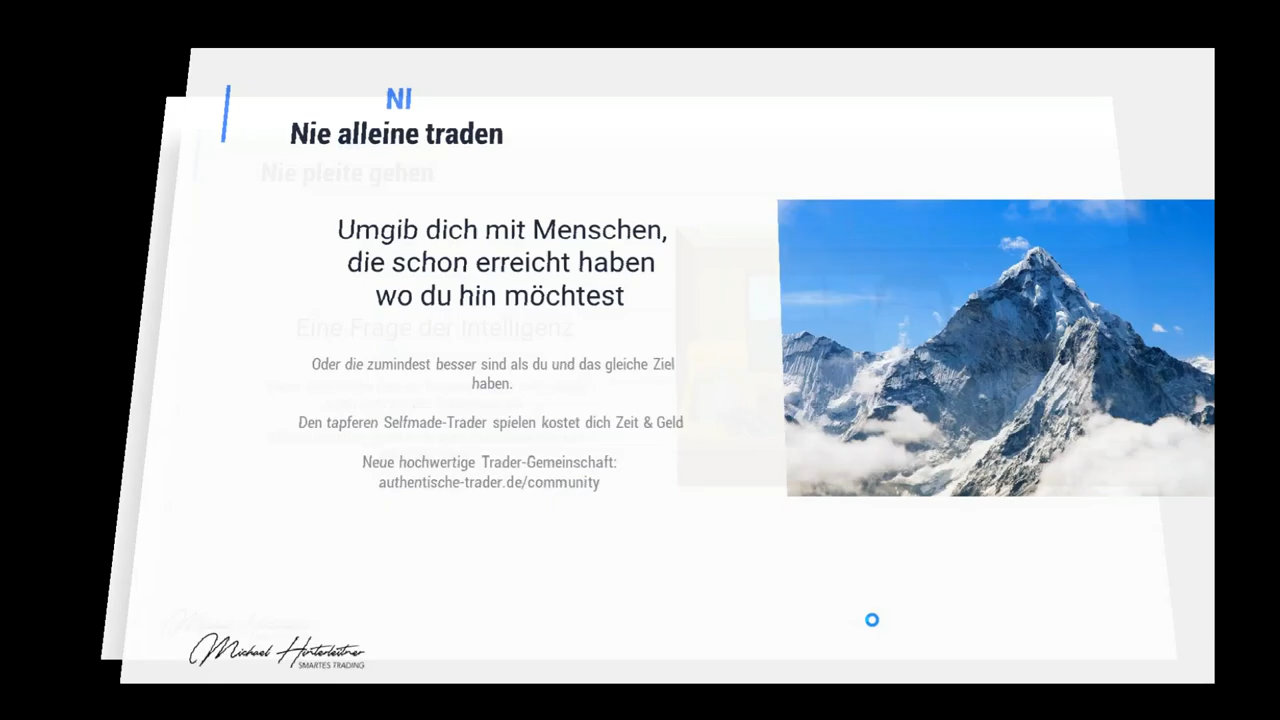 NI
Nie alleine traden
Nie pleite gehen
Umgib dich mit Menschen,
die schon erreicht haben
wo du hin möchtest
Eine Frage der Intelligenz
Oder die zumindest besser sind als du und das gleiche Ziel
haben.
Den tapferen Selfmade-Trader spielen kostet dich Zeit & Geld
Neue hochwertige Trader-Gemeinschaft:
authentische-trader.de/community
Michael Hinterleitner
SMARTES TRADING